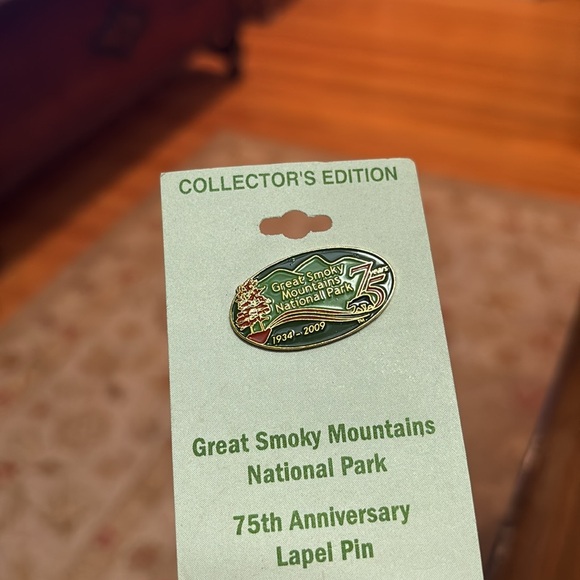 COLLECTOR'S EDITION
Great Smoky
Mountains
National Park
75
years
1934 - 2009
Great Smoky Mountains
National Park
75th Anniversary
Lapel Pin